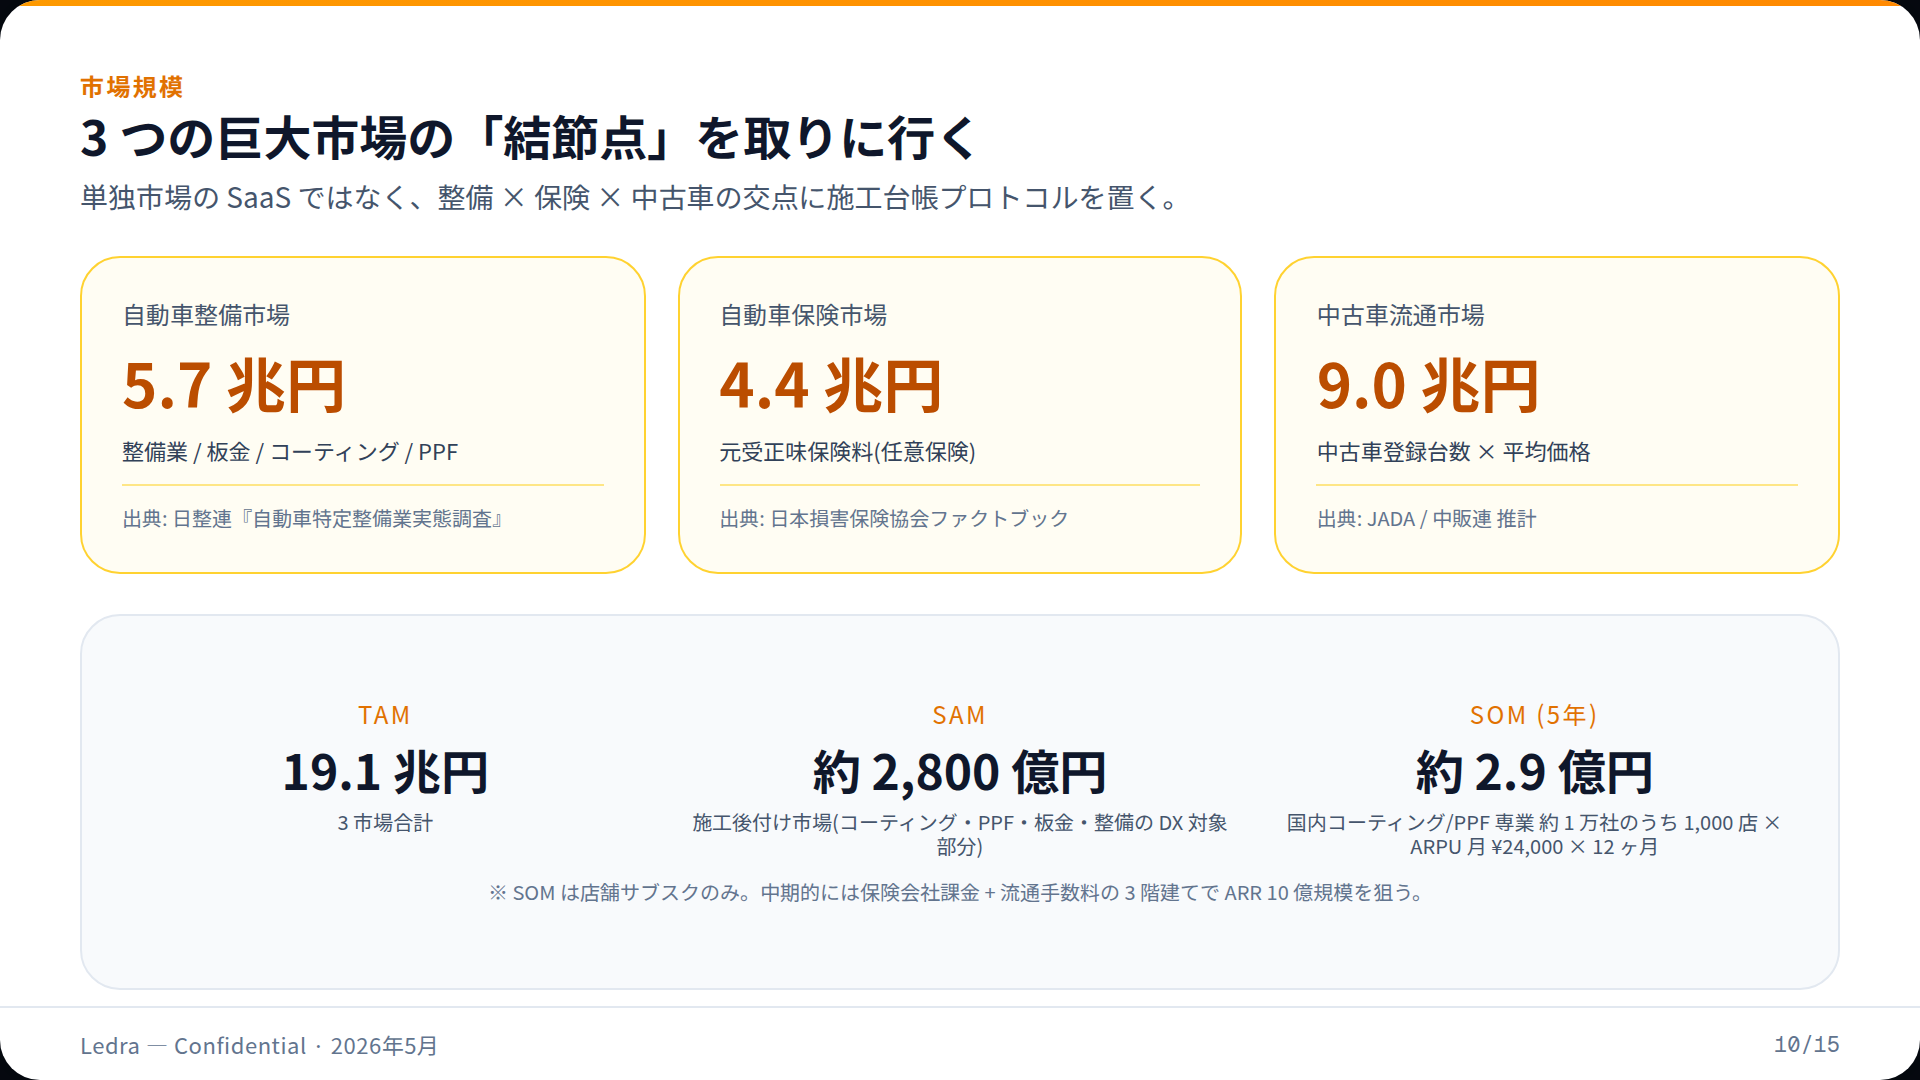 市場規模
3 つの巨大市場の「結節点」を取りに行く
単独市場の SaaS ではなく、整備 × 保険 × 中古車の交点に施工台帳プロトコルを置く。
自動車整備市場
5.7 兆円
整備業 / 板金 / コーティング / PPF
出典: 日整連『自動車特定整備業実態調査』
自動車保険市場
4.4 兆円
元受正味保険料(任意保険)
出典: 日本損害保険協会ファクトブック
中古車流通市場
9.0 兆円
中古車登録台数 × 平均価格
出典: JADA / 中販連 推計
TAM
19.1 兆円
3 市場合計
SAM
約 2,800 億円
施工後付け市場(コーティング・PPF・板金・整備の DX 対象
部分)
SOM (5年)
約 2.9 億円
国内コーティング/PPF 専業 約 1 万社のうち 1,000 店 ×
ARPU 月 ¥24,000 × 12 ヶ月
※ SOM は店舗サブスクのみ。中期的には保険会社課金 + 流通手数料の 3 階建てで ARR 10 億規模を狙う。
Ledra — Confidential · 2026年5月
10/15